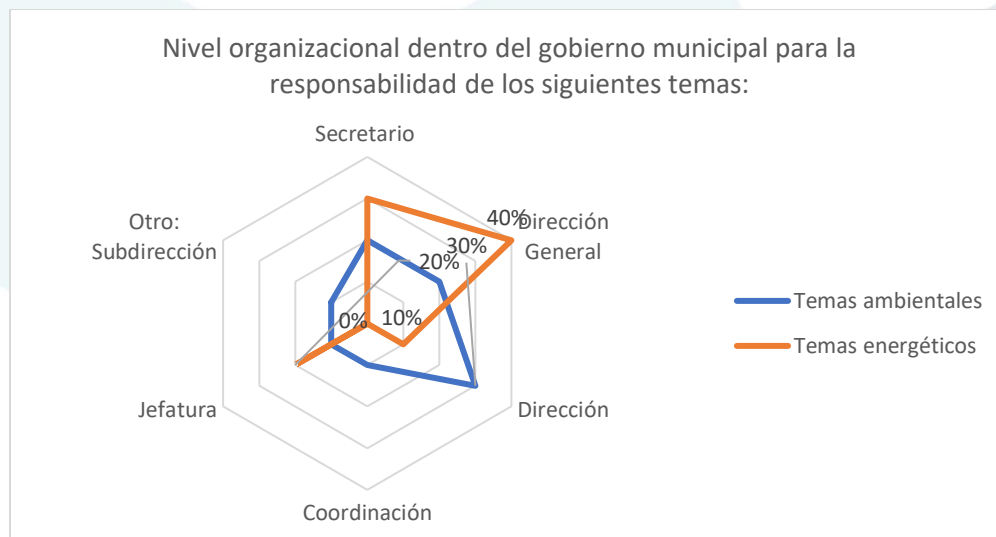 Nivel organizacional dentro del gobierno municipal para la
responsabilidad de los siguientes temas:
Secretario
Otro:
Subdirección
40%
Dirección
General
30%
20%
0%
10%
Temas ambientales
Temas energéticos
Jefatura
Dirección
Coordinación